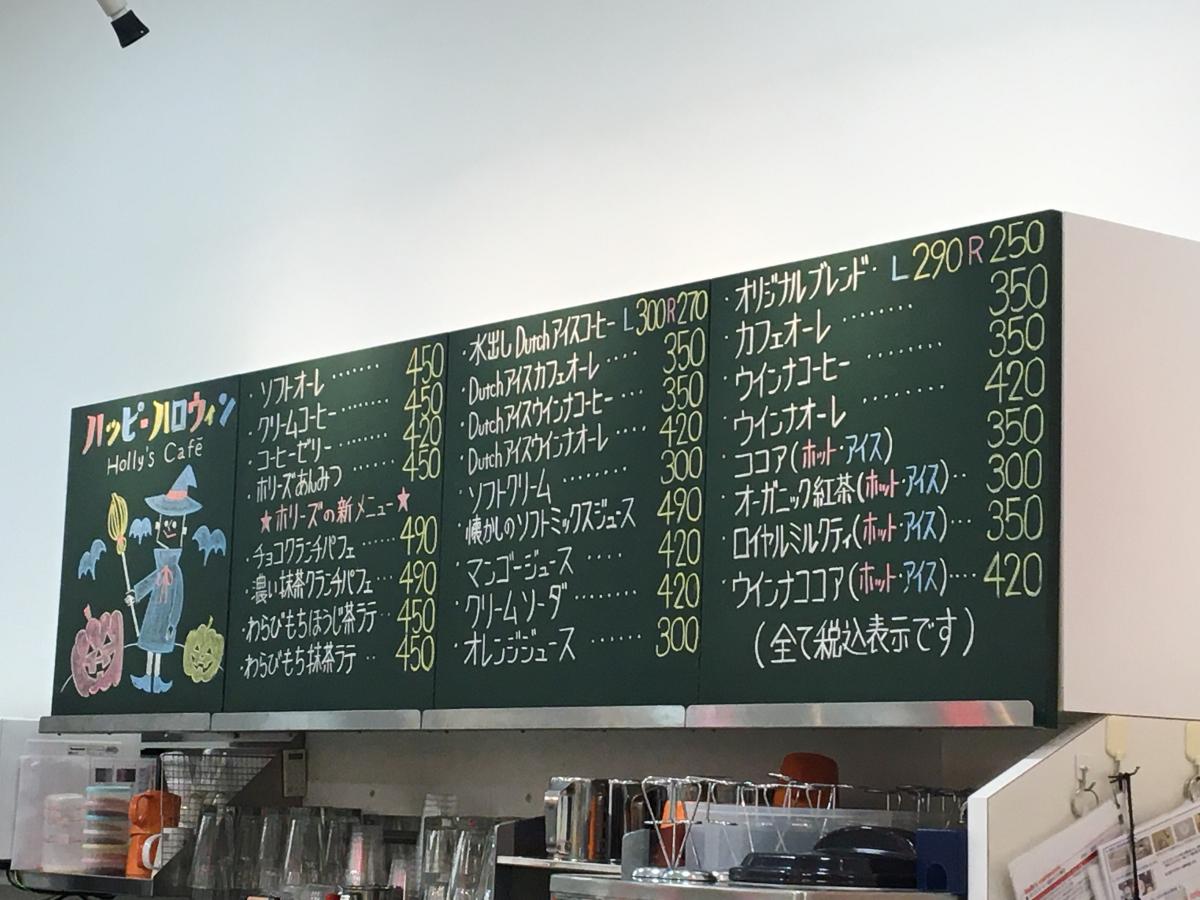 ハッピーハロウィン
Holly's Café
・ソフトオーレ ‥‥‥ 450
・クリームコーヒー‥‥‥ 450
・コーヒーゼリー‥‥‥ 420
・ホリーズあんみつ ‥‥‥ 450
★ホリーズの新メニュー★
・チョコクランチパフェ‥‥‥ 490
・濃い抹茶クランチパフェ‥‥ 490
・わらびもちほうじ茶ラテ‥ 450
・わらびもち抹茶ラテ‥ 450
・水出しDutchアイスコーヒー L300R270
・Dutchアイスカフェオーレ‥‥ 350
・Dutchアイスウインナコーヒー‥‥ 350
・Dutchアイスウインナオーレ‥‥ 420
・ソフトクリーム ‥‥‥ 300
・懐かしのソフトミックスジュース 490
・マンゴージュース ‥‥ 420
・クリームソーダ ‥‥‥ 420
・オレンジジュース ‥‥‥ 300
・オリジナルブレンド・ L290R250
・カフェオーレ ‥‥‥‥ 350
・ウインナコーヒー ‥‥‥‥ 350
・ウインナオーレ ‥‥‥‥ 420
・ココア(ホット・アイス) 350
・オーガニック紅茶(ホット・アイス)‥ 300
・ロイヤルミルクティ(ホット・アイス)‥ 350
・ウインナココア(ホット・アイス)‥‥ 420
(全て税込表示です)